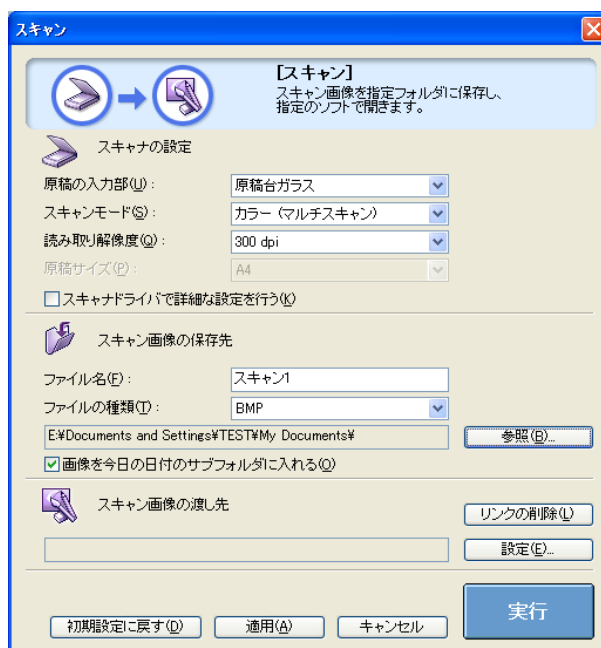 スキャン
[スキャン]
スキャン画像を指定フォルダに保存し、
指定のソフトで開きます。
スキャナの設定
原稿の入力部(U): 原稿台ガラス
スキャンモード(S): カラー (マルチスキャン)
読み取り解像度(Q): 300 dpi
原稿サイズ(P): A4
スキャナドライバで詳細な設定を行う(K)
スキャン画像の保存先
ファイル名(F): スキャン1
ファイルの種類(T): BMP
E:¥Documents and Settings¥TEST¥My Documents¥ 参照(B)...
画像を今日の日付のサブフォルダに入れる(O)
スキャン画像の渡し先
リンクの削除(L)
設定(E)...
初期設定に戻す(D) 適用(A) キャンセル 実行